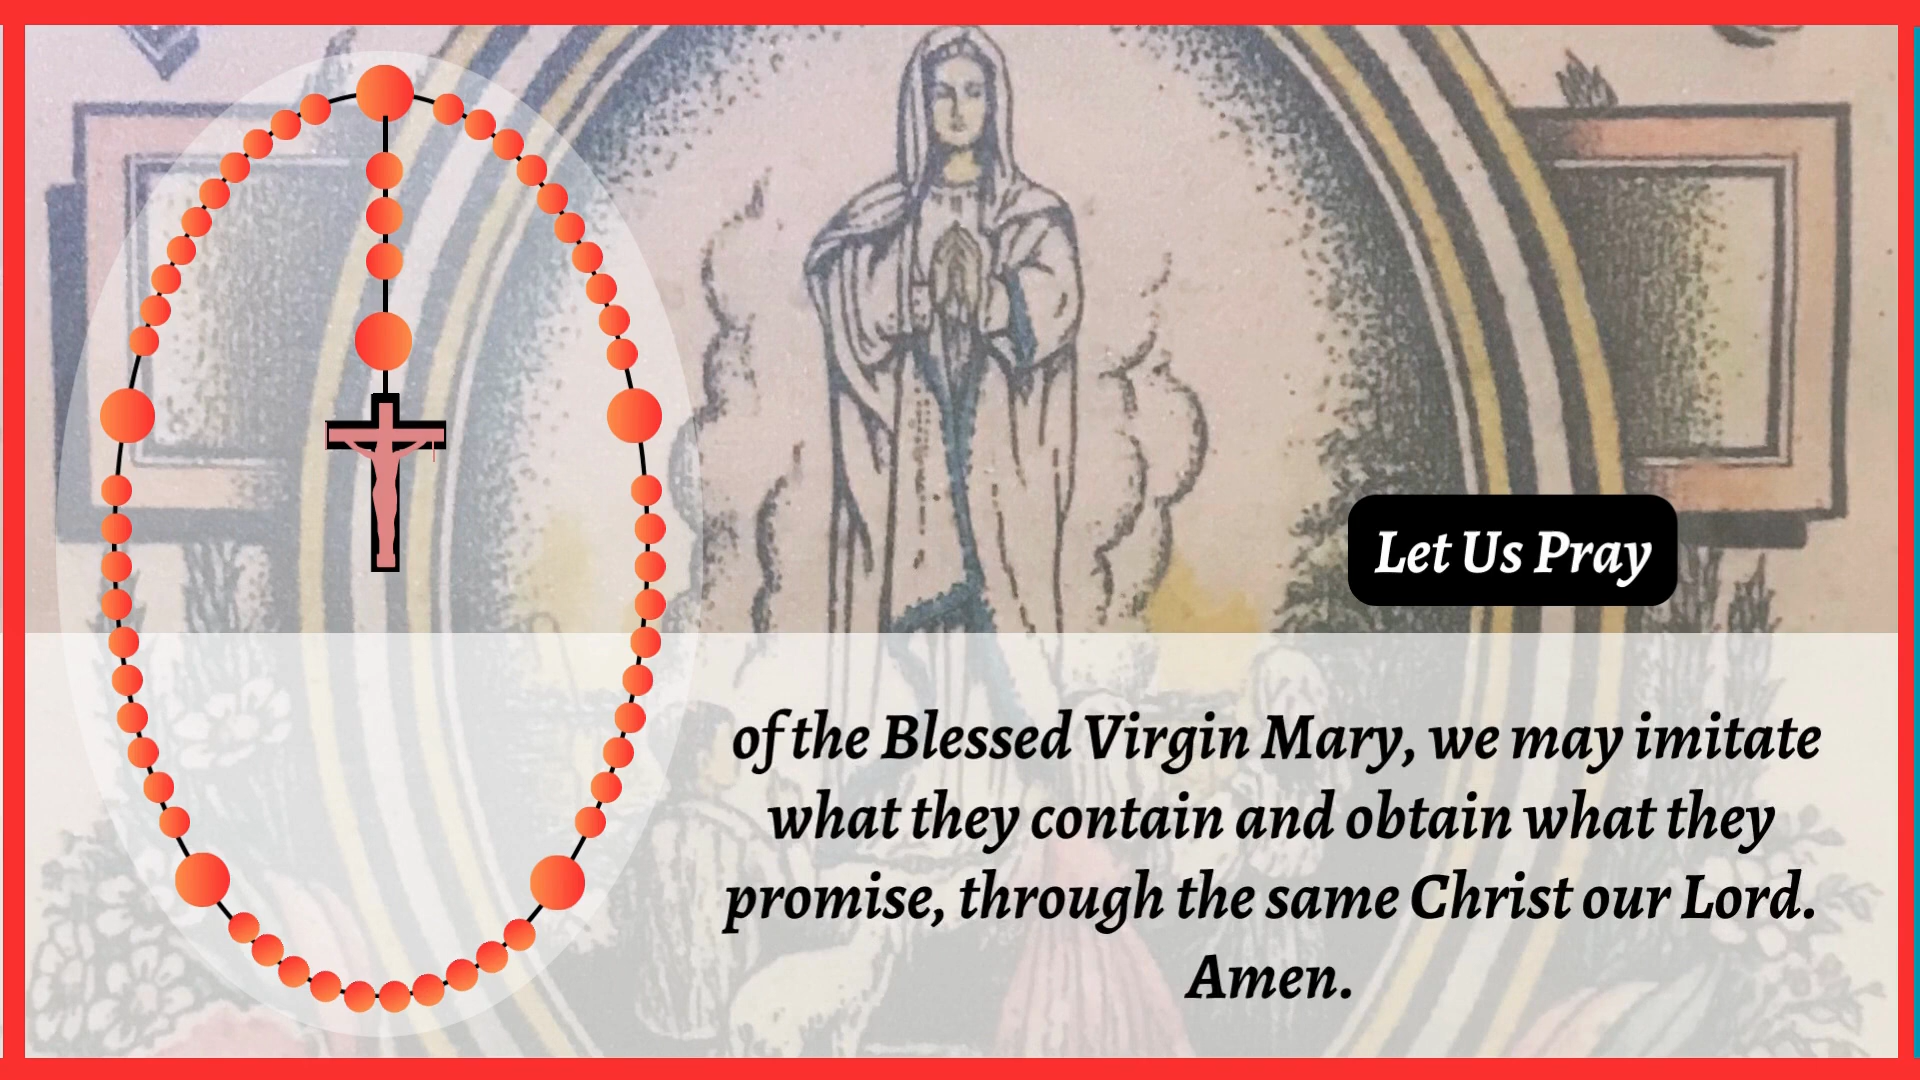 Let Us Pray
of the Blessed Virgin Mary, we may imitate
what they contain and obtain what they
promise, through the same Christ our Lord.
Amen.